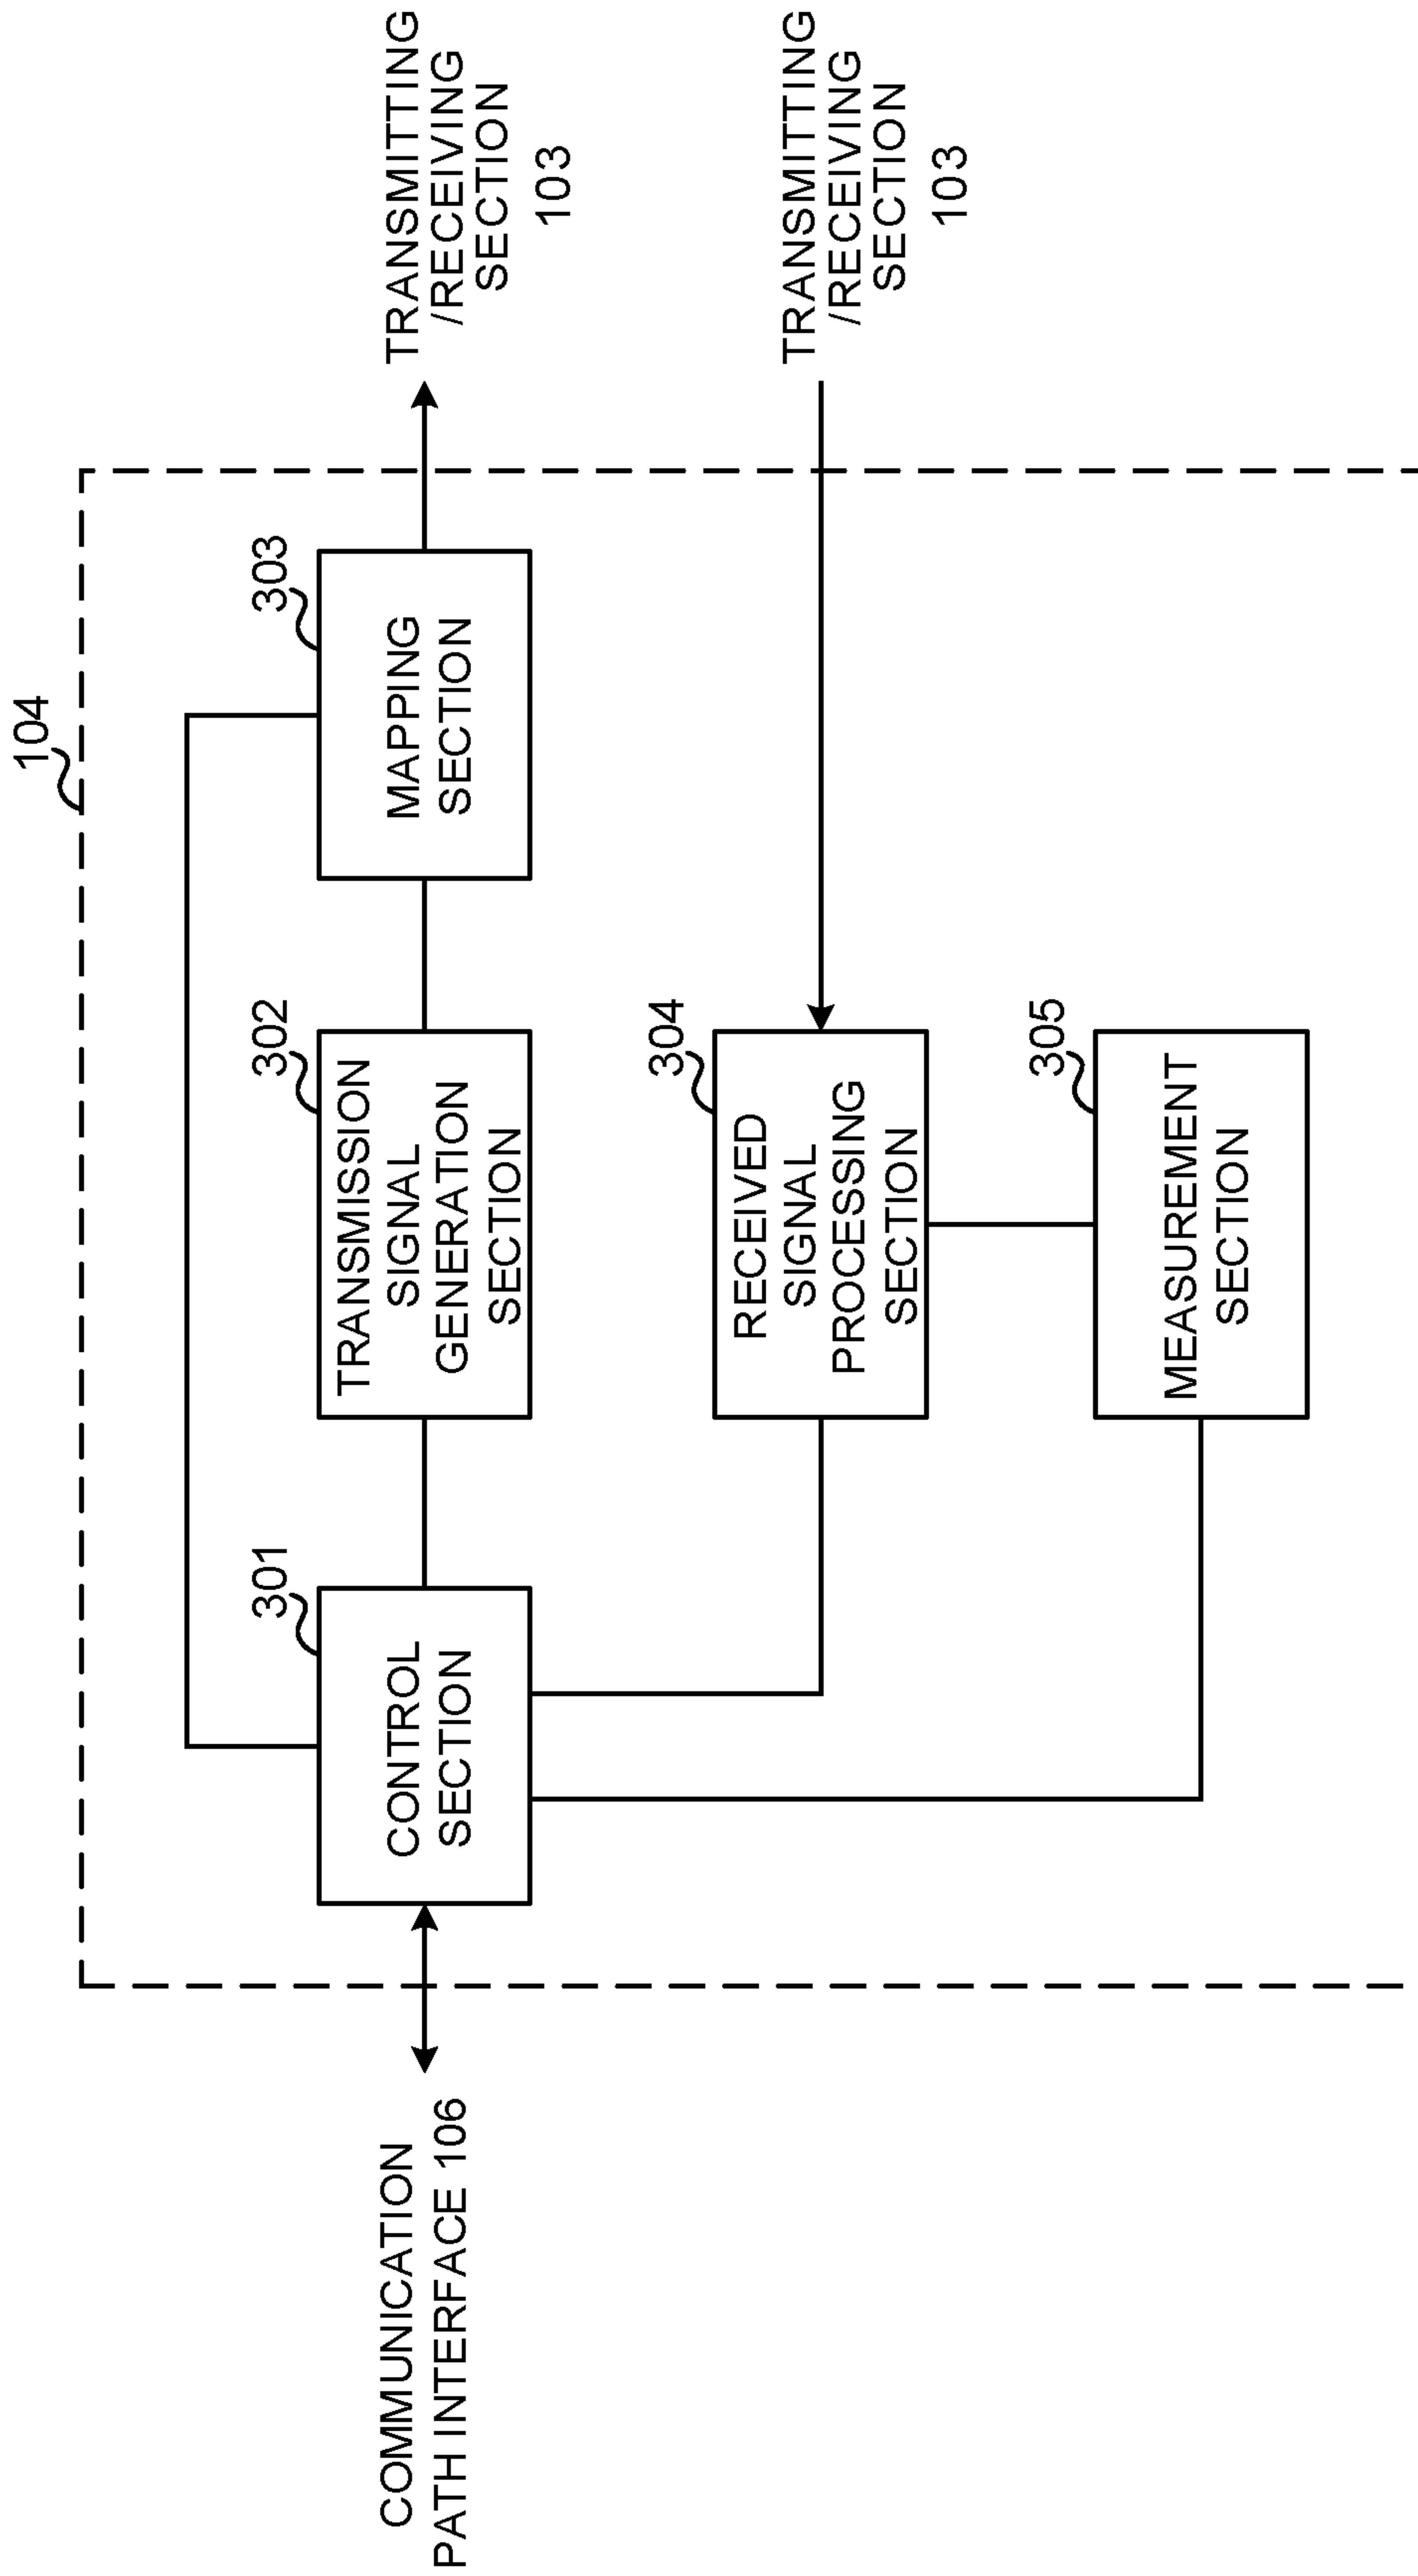 104
COMMUNICATION
PATH INTERFACE 106
301
CONTROL
SECTION
302
TRANSMISSION
SIGNAL
GENERATION
SECTION
303
MAPPING
SECTION
TRANSMITTING
/RECEIVING
SECTION
103
304
RECEIVED
SIGNAL
PROCESSING
SECTION
TRANSMITTING
/RECEIVING
SECTION
103
305
MEASUREMENT
SECTION